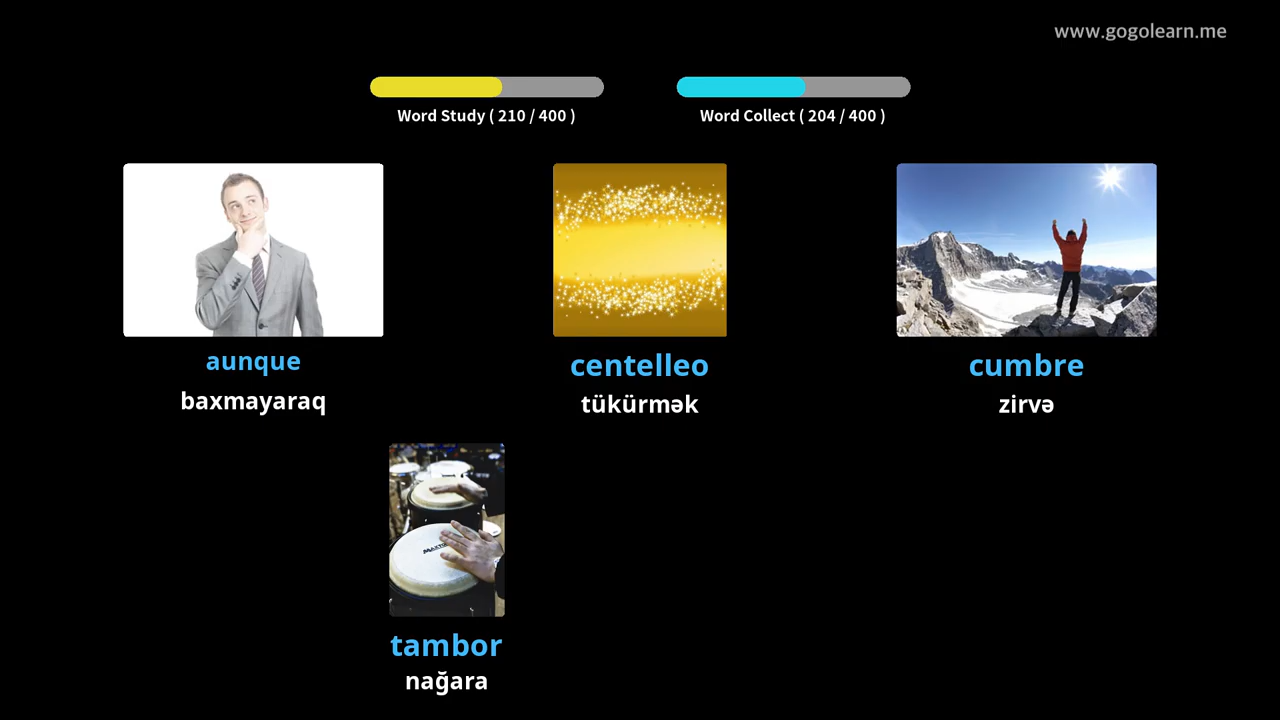 www.gogolearn.me
Word Study ( 210 / 400 )
Word Collect ( 204 / 400 )
aunque
baxmayaraq
centelleo
tükürmək
cumbre
zirvə
tambor
nağara